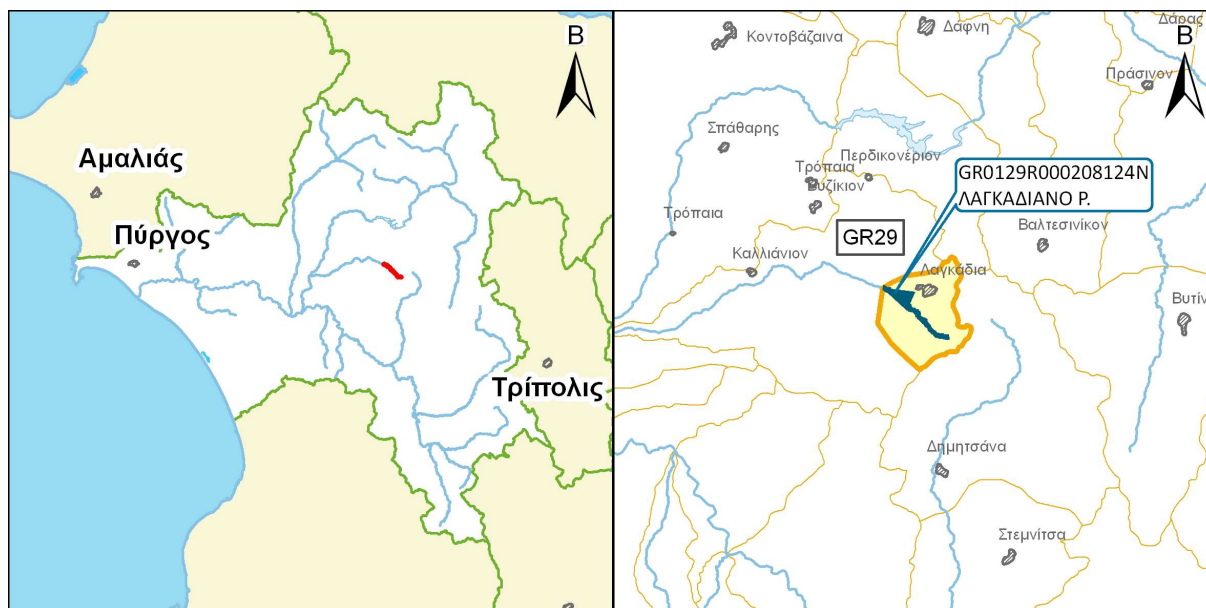 Β
Αμαλιάς
Πύργος
Τρίπολις
Κοντοβάζαινα
Δάφνη
Δάρας
Β
Πράσινον
Σπάθαρης
Περδικονέριον
Τρόπαια
Βυζίκιον
GR0129R000208124N
ΛΑΓΚΑΔΙΑΝΟ Ρ.
Τρόπαια
GR29
Βαλτεσινίκον
Καλλιάνιον
Λαγκάδια
Βυτίν
Δημητσάνα
Στεμνίτσα